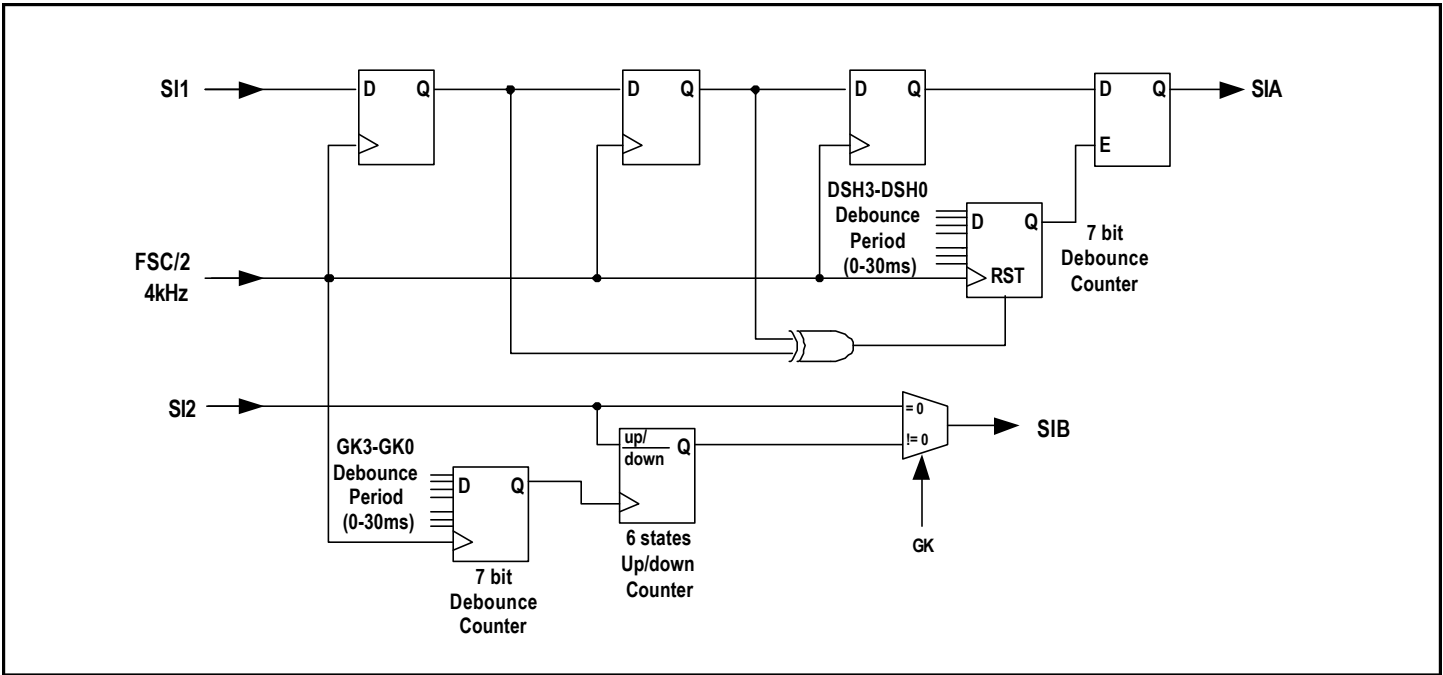 SI1
D Q
D Q
D Q
D Q
E
SIA
DSH3-DSH0
Debounce
Period
(0-30ms)
D Q
RST
7 bit
Debounce
Counter
FSC/2
4kHz
SI2
= 0
!= 0
SIB
GK
up/
down
Q
6 states
Up/down
Counter
GK3-GK0
Debounce
Period
(0-30ms)
D Q
7 bit
Debounce
Counter